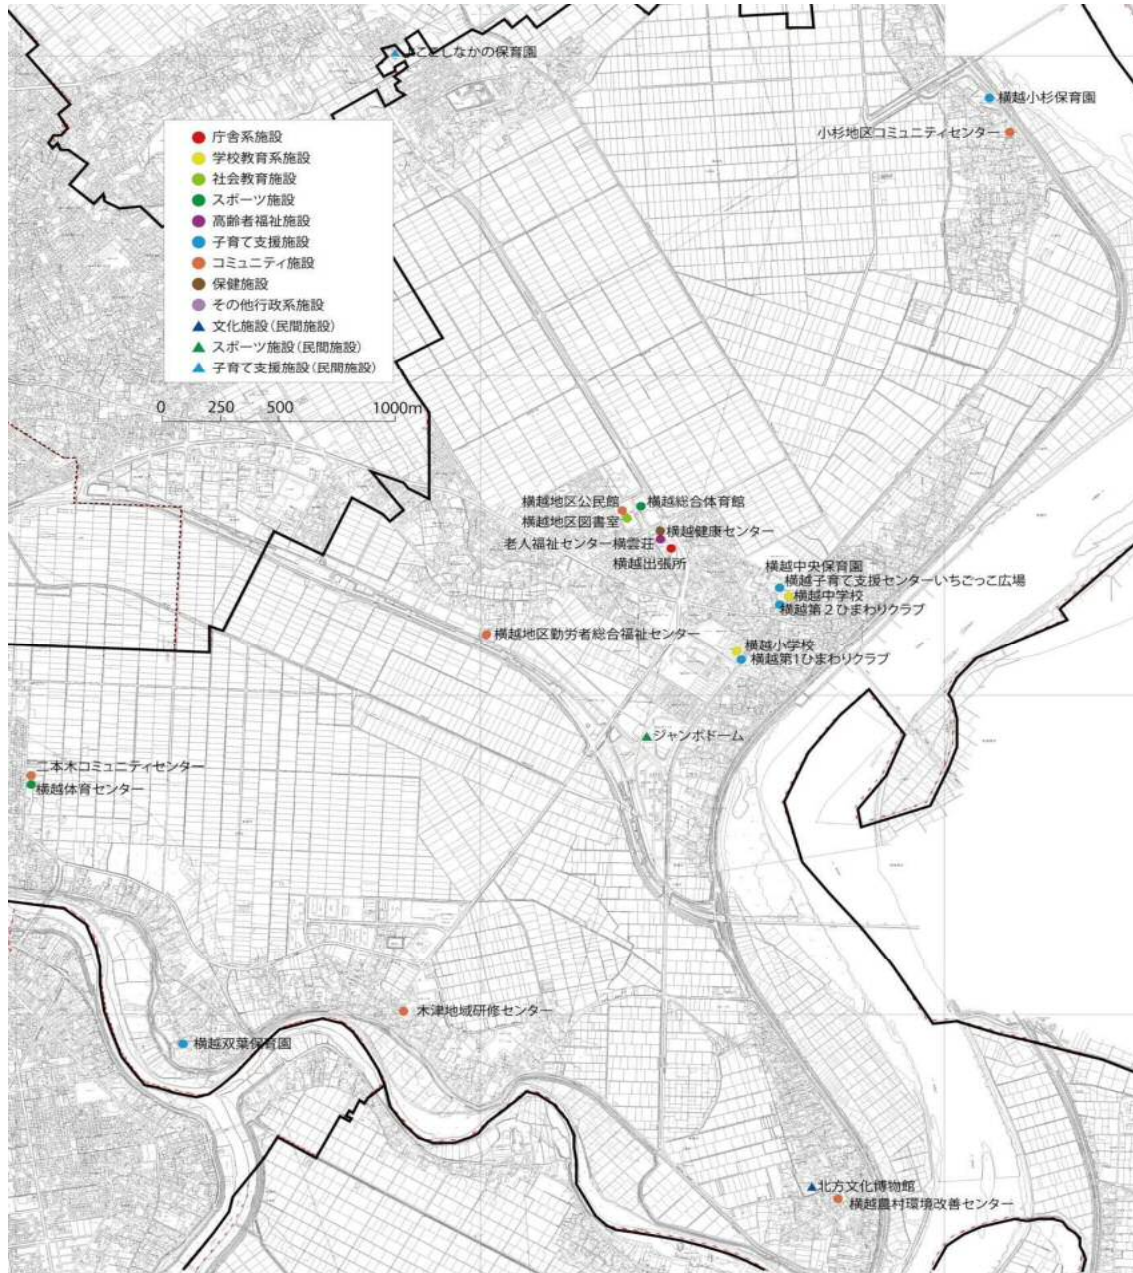 よこごしなかの保育園
横越小杉保育園
小杉地区コミュニティセンター
庁舎系施設
学校教育系施設
社会教育施設
スポーツ施設
高齢者福祉施設
子育て支援施設
コミュニティ施設
保健施設
その他行政系施設
文化施設(民間施設)
スポーツ施設(民間施設)
子育て支援施設(民間施設)
0 250 500 1000m
横越地区公民館
横越総合体育館
横越地区図書室
横越健康センター
老人福祉センター横雲荘
横越出張所
横越中央保育園
横越子育て支援センターいちごっこ広場
横越中学校
横越第2ひまわりクラブ
横越地区勤労者総合福祉センター
横越小学校
横越第1ひまわりクラブ
ジャンボドーム
二本木コミュニティセンター
横越体育センター
木津地域研修センター
横越双葉保育園
北方文化博物館
横越農村環境改善センター